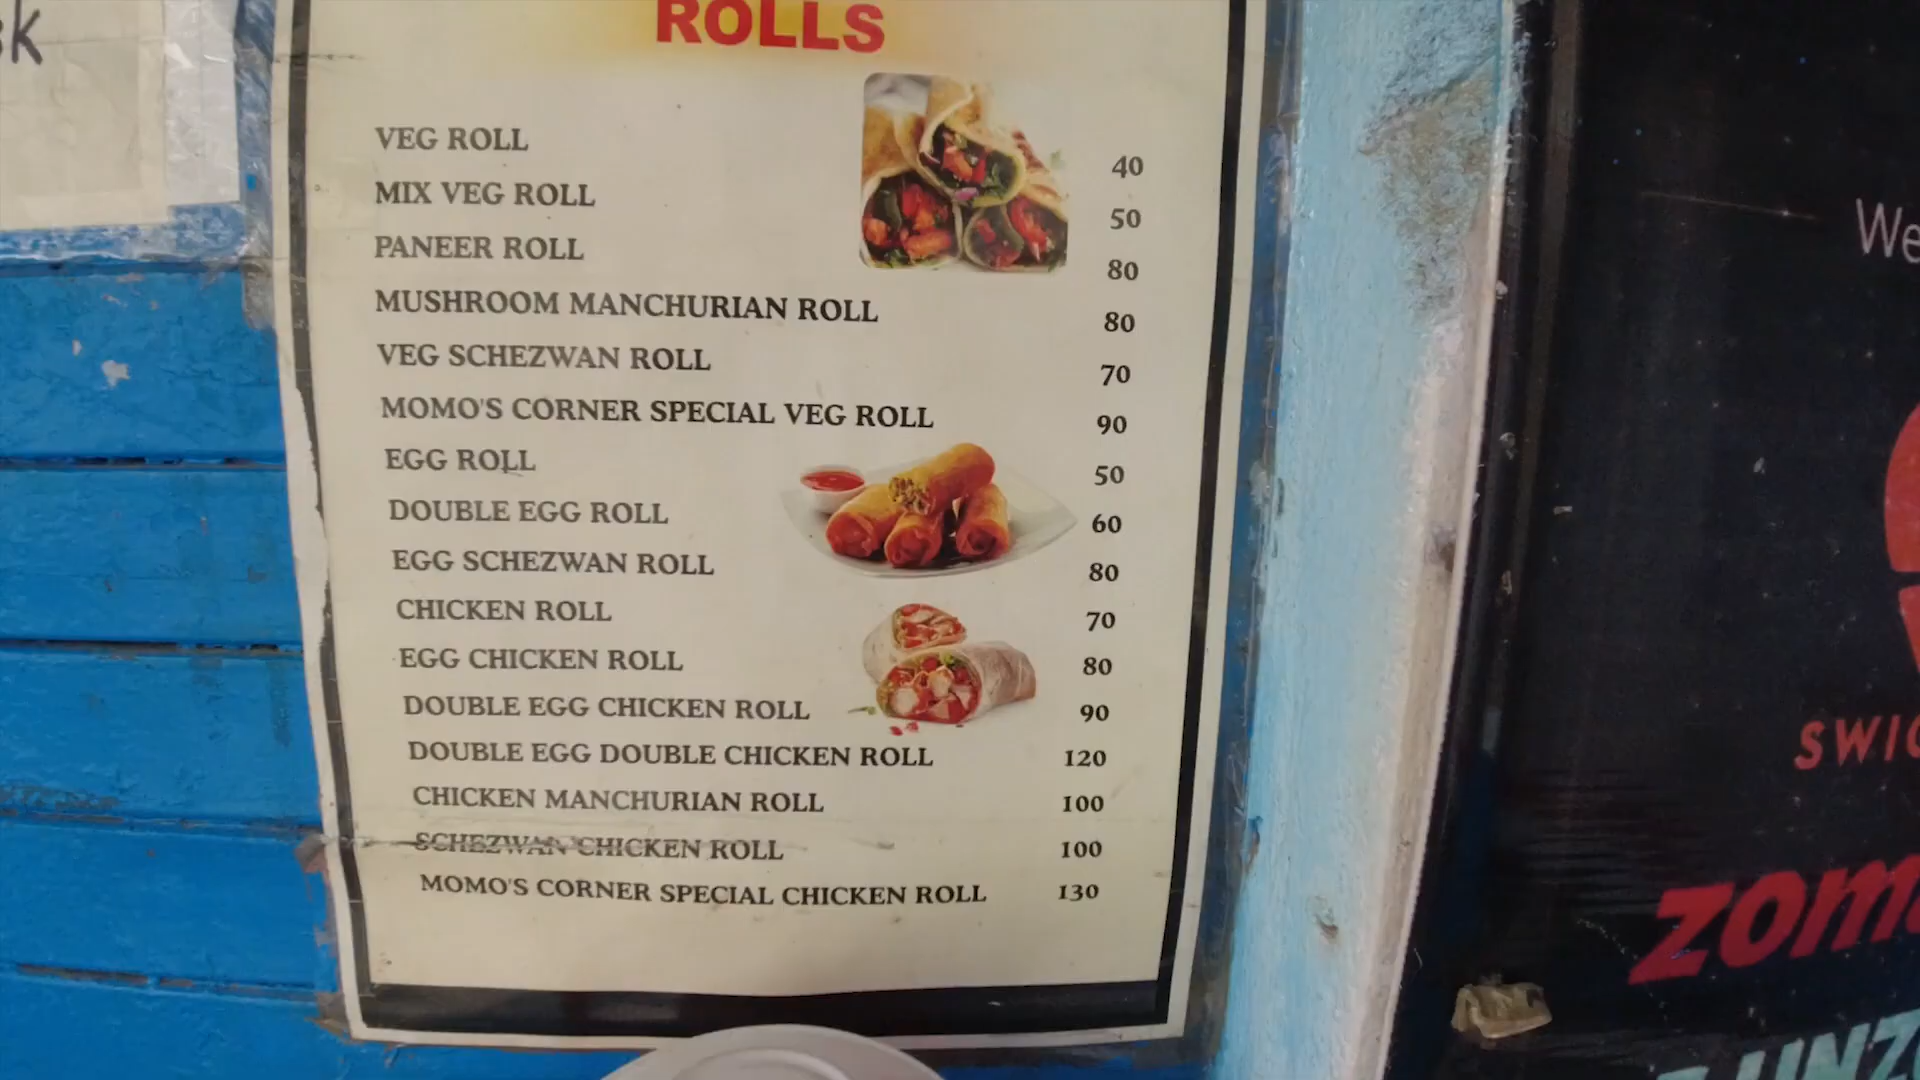 ROLLS
VEG ROLL 40
MIX VEG ROLL 50
PANEER ROLL 80
MUSHROOM MANCHURIAN ROLL 80
VEG SCHEZWAN ROLL 70
MOMO'S CORNER SPECIAL VEG ROLL 90
EGG ROLL 50
DOUBLE EGG ROLL 60
EGG SCHEZWAN ROLL 80
CHICKEN ROLL 70
EGG CHICKEN ROLL 80
DOUBLE EGG CHICKEN ROLL 90
DOUBLE EGG DOUBLE CHICKEN ROLL 120
CHICKEN MANCHURIAN ROLL 100
SCHEZWAN CHICKEN ROLL 100
MOMO'S CORNER SPECIAL CHICKEN ROLL 130
We